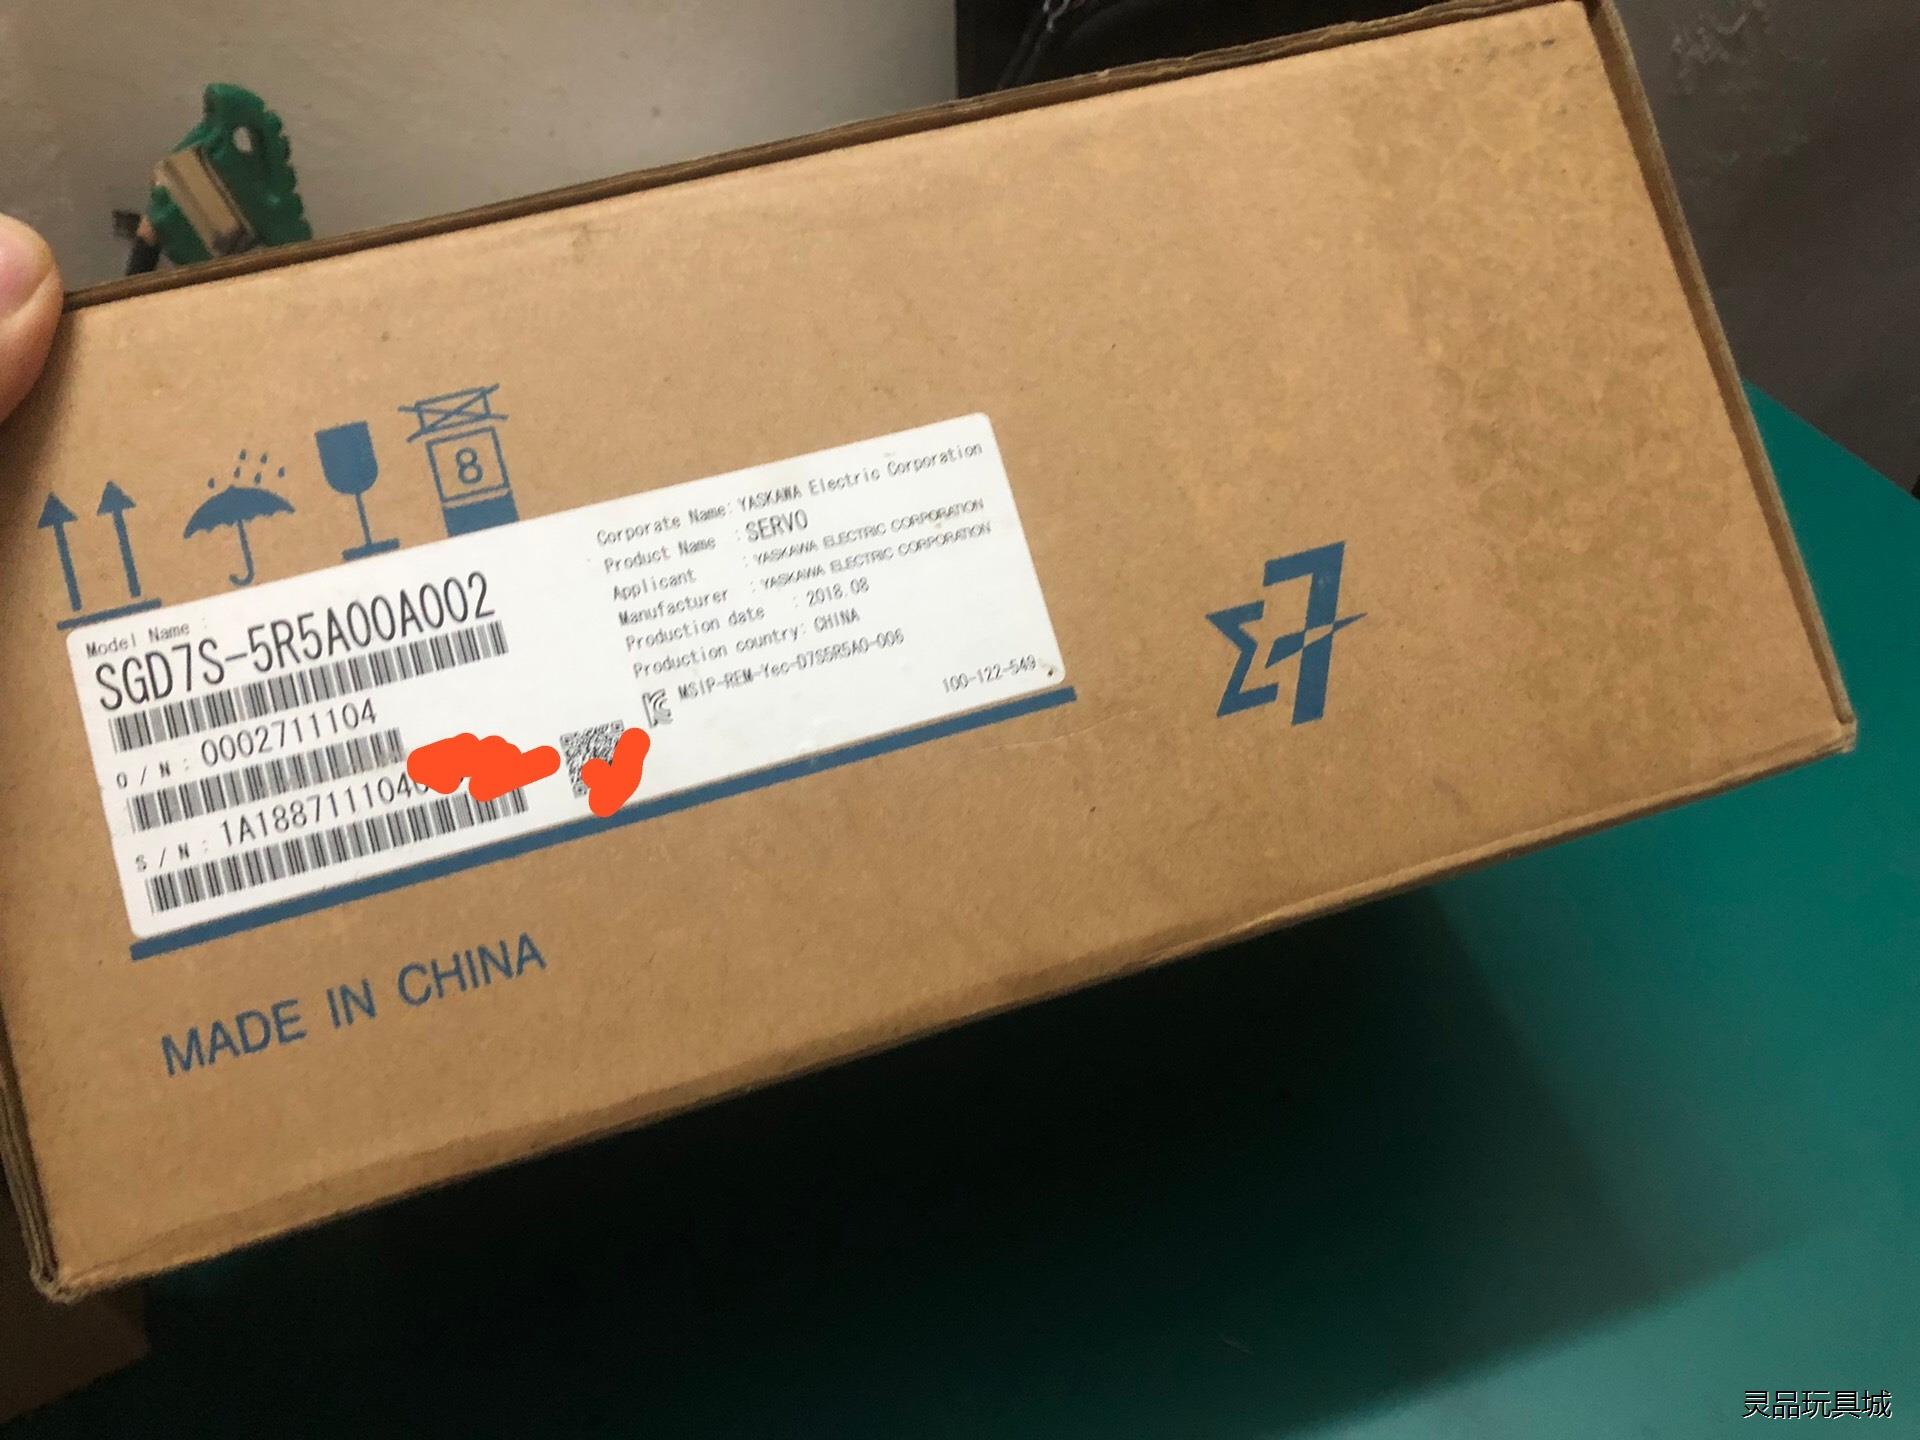 8
Model Name :
SGD7S-5R5A00A002
O/N: 0002711104
S/N: 1A1887111040
Corporate Name: YASKAWA Electric Corporation
Product Name : SERVO
Applicant : YASKAWA ELECTRIC CORPORATION
Manufacturer : YASKAWA ELECTRIC CORPORATION
Production date : 2018.08
Production country: CHINA
MSIP-REM-Yec-D7S5R5A0-006
100-122-549
MADE IN CHINA
Σ7
灵品玩具城